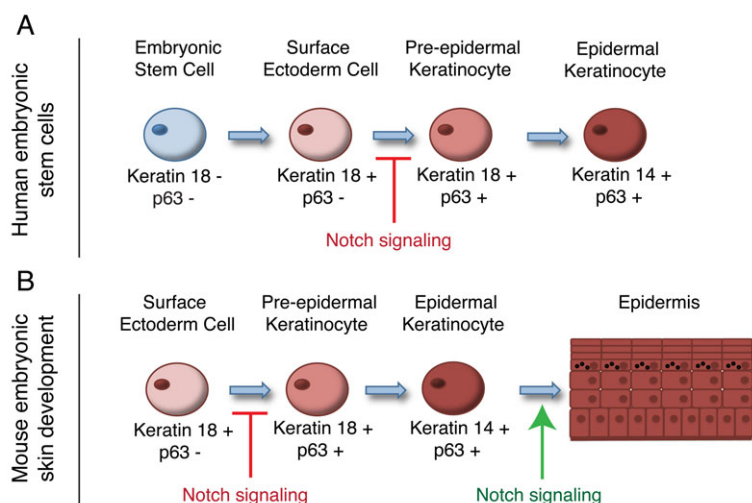 A
Human embryonic
stem cells
Embryonic
Stem Cell
Surface
Ectoderm Cell
Pre-epidermal
Keratinocyte
Epidermal
Keratinocyte
Keratin 18 -
p63 -
Keratin 18 +
p63 -
Keratin 18 +
p63 +
Keratin 14 +
p63 +
Notch signaling
B
Mouse embryonic
skin development
Surface
Ectoderm Cell
Pre-epidermal
Keratinocyte
Epidermal
Keratinocyte
Epidermis
Keratin 18 +
p63 -
Keratin 18 +
p63 +
Keratin 14 +
p63 +
Notch signaling
Notch signaling